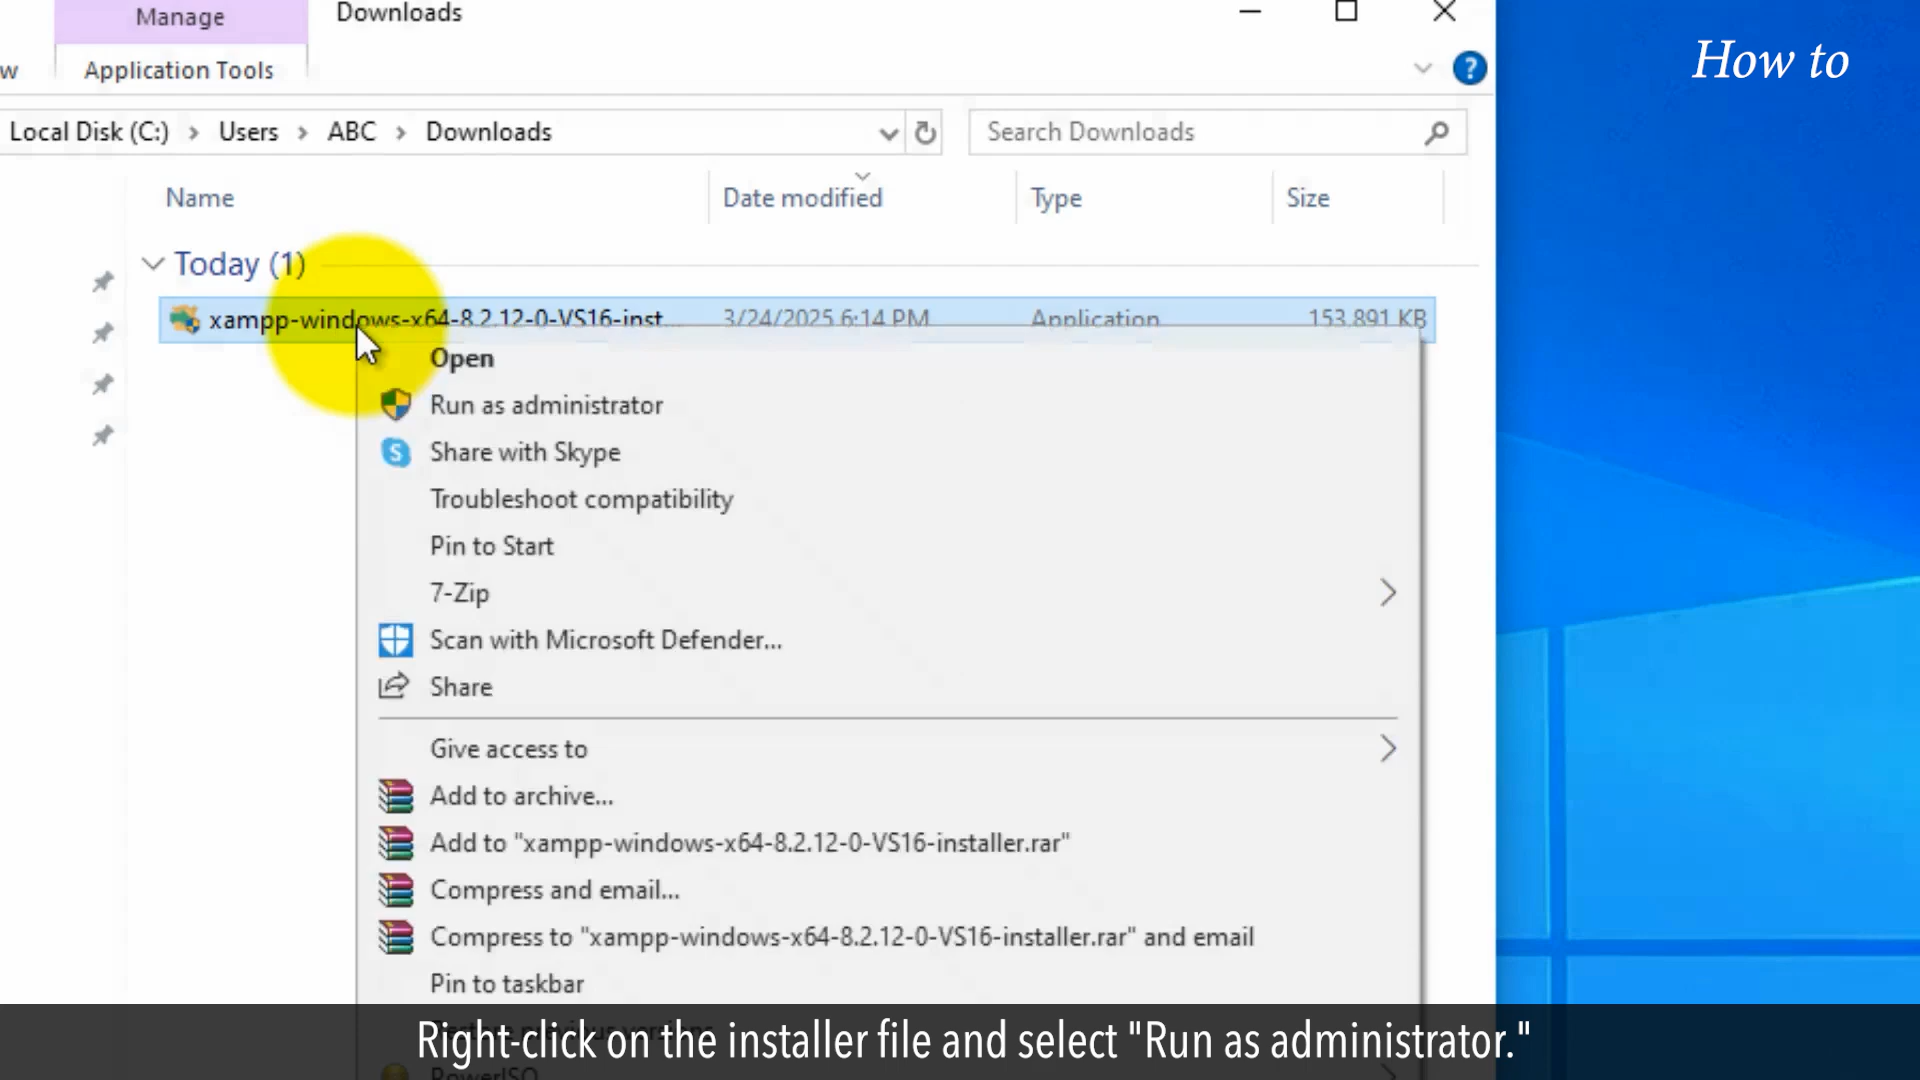 Manage
Downloads
How to
w
Application Tools
?
Local Disk (C:) > Users > ABC > Downloads
Search Downloads
Name
Date modified
Type
Size
Today (1)
xampp-windows-x64-8.2.12-0-VS16-inst...
3/24/2025 6:14 PM
Application
153,891 KB
Open
Run as administrator
Share with Skype
Troubleshoot compatibility
Pin to Start
7-Zip
Scan with Microsoft Defender...
Share
Give access to
Add to archive...
Add to "xampp-windows-x64-8.2.12-0-VS16-installer.rar"
Compress and email...
Compress to "xampp-windows-x64-8.2.12-0-VS16-installer.rar" and email
Pin to taskbar
Right-click on the installer file and select "Run as administrator."
PowerISO